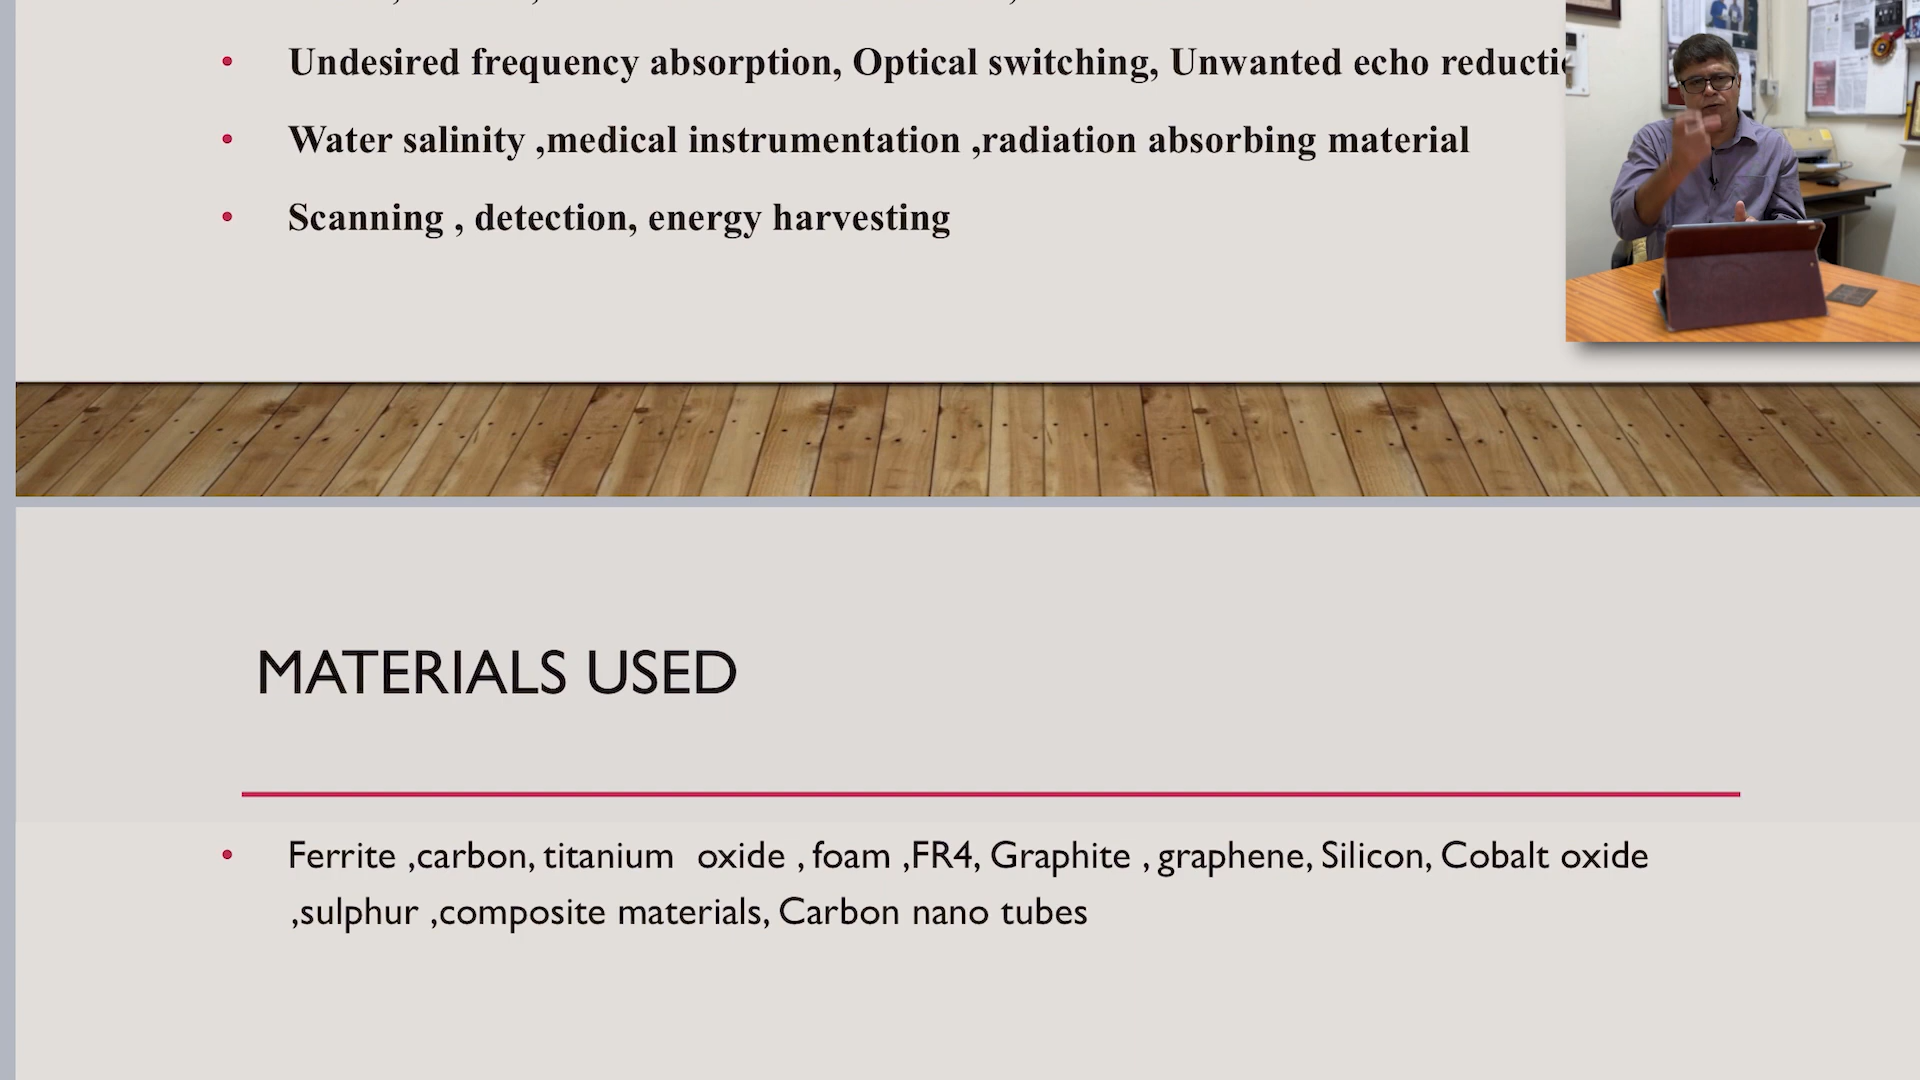 • Undesired frequency absorption, Optical switching, Unwanted echo
• Water salinity ,medical instrumentation ,radiation absorbing material
• Scanning , detection, energy harvesting
MATERIALS USED
• Ferrite ,carbon, titanium oxide , foam ,FR4, Graphite , graphene, Silicon, Cobalt oxide
,sulphur ,composite materials, Carbon nano tubes